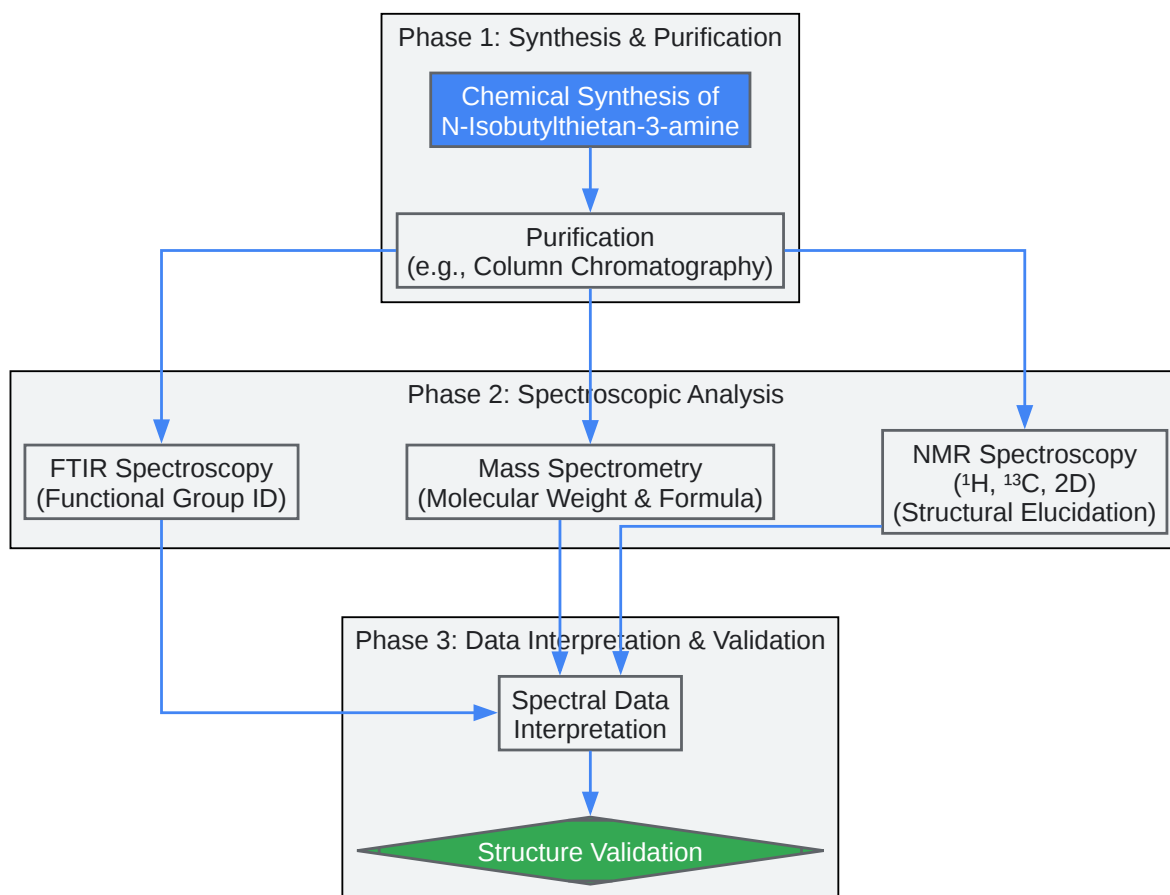 Phase 1: Synthesis & Purification
Chemical Synthesis of
N-Isobutylthietan-3-amine
Purification
(e.g., Column Chromatography)
Phase 2: Spectroscopic Analysis
FTIR Spectroscopy
(Functional Group ID)
Mass Spectrometry
(Molecular Weight & Formula)
NMR Spectroscopy
(¹H, ¹³C, 2D)
(Structural Elucidation)
Phase 3: Data Interpretation & Validation
Spectral Data
Interpretation
Structure Validation